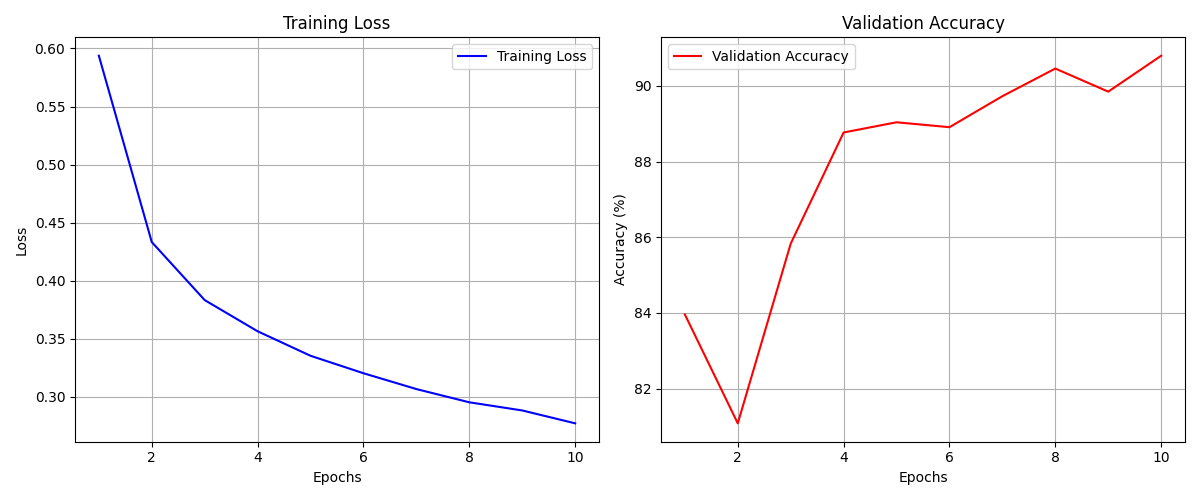 Training Loss
Training Loss
0.60
0.55
0.50
0.45
0.40
0.35
0.30
Loss
2 4 6 8 10
Epochs
Validation Accuracy
Validation Accuracy
90
88
86
84
82
Accuracy (%)
2 4 6 8 10
Epochs